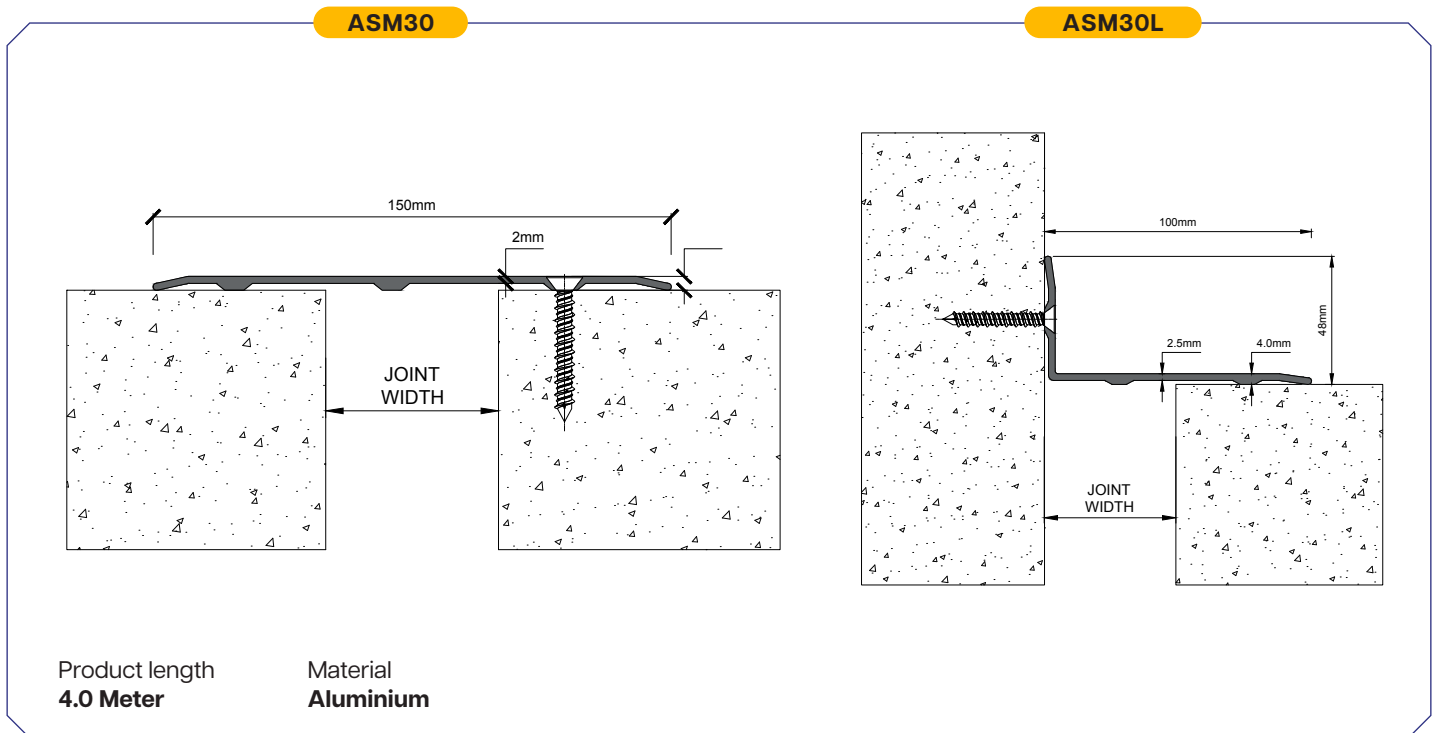 ASM30
ASM30L
150mm
2mm
JOINT
WIDTH
100mm
48mm
2.5mm
4.0mm
JOINT
WIDTH
Product length
4.0 Meter
Material
Aluminium